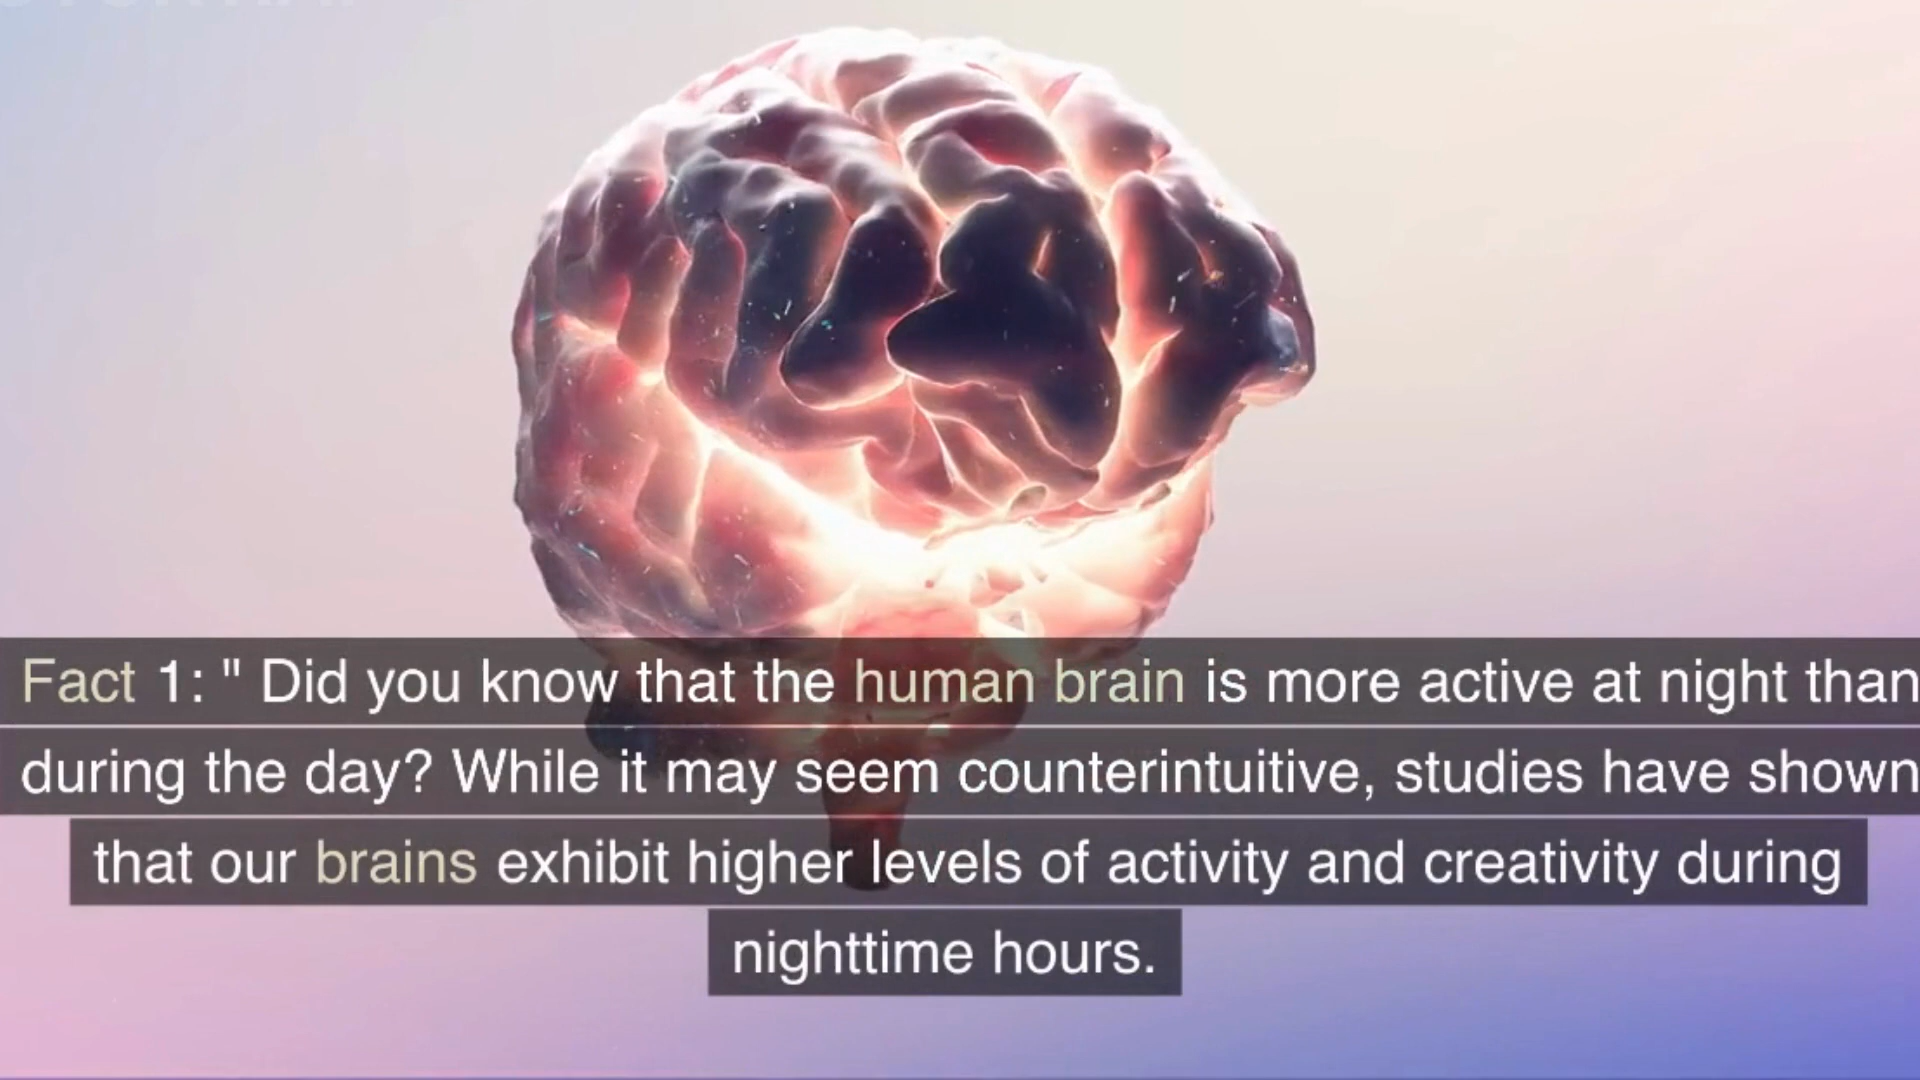 Fact 1: " Did you know that the human brain is more active at night than
during the day? While it may seem counterintuitive, studies have shown
that our brains exhibit higher levels of activity and creativity during
nighttime hours.